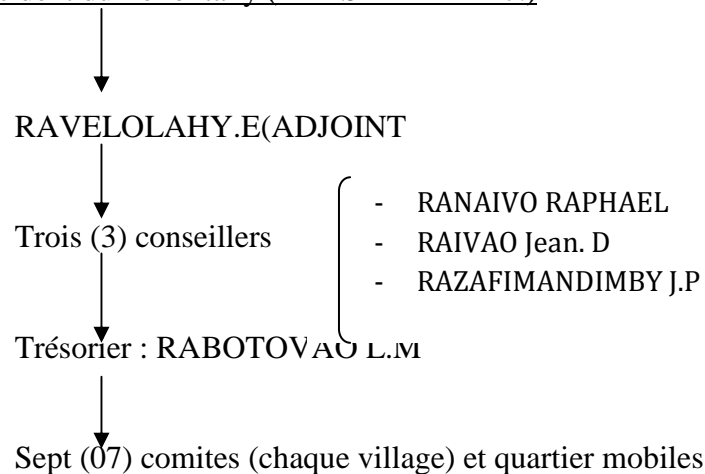 RAVELOLAHY.E(ADJOINT
Trois (3) conseillers
- RANAIVO RAPHAEL
- RAIVAO Jean. D
- RAZAFIMANDIMBY J.P
Trésorier : RABOTOVAO L.M
Sept (07) comites (chaque village) et quartier mobiles